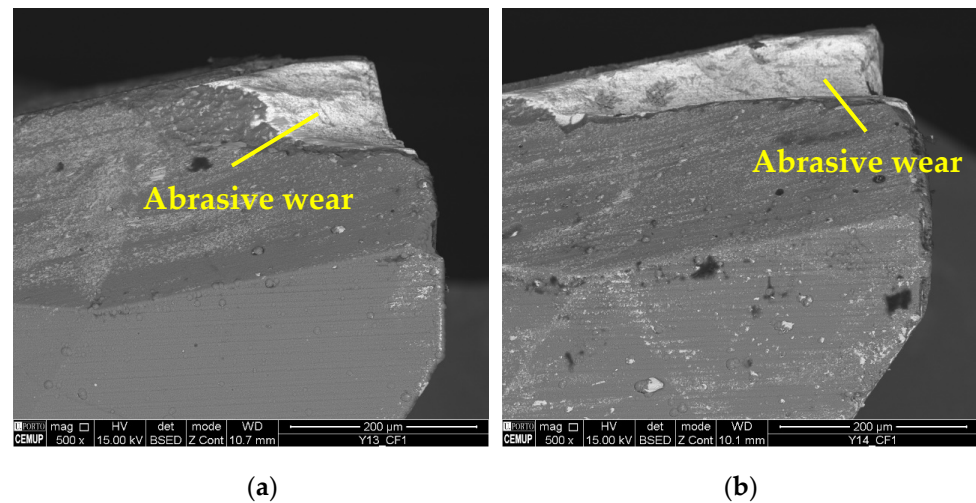 Abrasive wear
U.PORTO
CEMUP
mag □ HV det mode WD 200 µm
500 x 15.00 kV BSED Z Cont 10.7 mm Y13_CF1
Abrasive wear
U.PORTO
CEMUP
mag □ HV det mode WD 200 µm
500 x 15.00 kV BSED Z Cont 10.1 mm Y14_CF1
(a) (b)